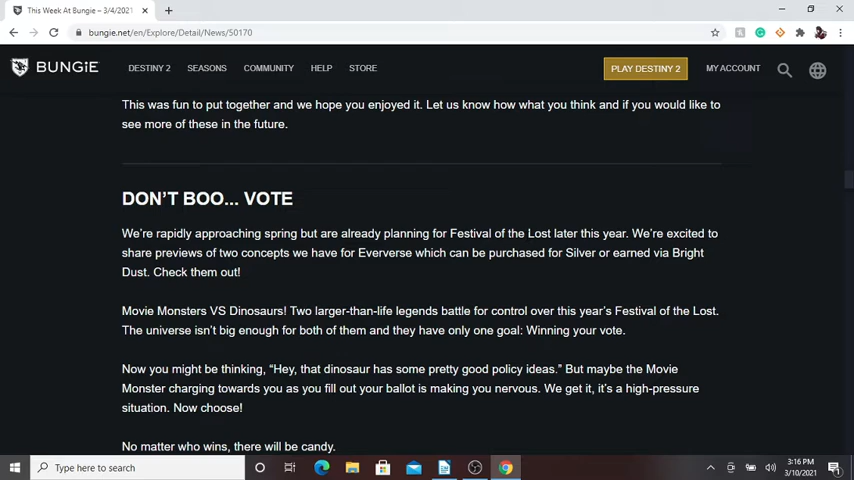 This Week At Bungie – 3/4/2021
bungie.net/en/Explore/Detail/News/50170
BUNGiE
DESTINY 2 SEASONS COMMUNITY HELP STORE PLAY DESTINY 2 MY ACCOUNT
This was fun to put together and we hope you enjoyed it. Let us know how what you think and if you would like to
see more of these in the future.
DON'T BOO... VOTE
We're rapidly approaching spring but are already planning for Festival of the Lost later this year. We're excited to
share previews of two concepts we have for Eververse which can be purchased for Silver or earned via Bright
Dust. Check them out!
Movie Monsters VS Dinosaurs! Two larger-than-life legends battle for control over this year's Festival of the Lost.
The universe isn't big enough for both of them and they have only one goal: Winning your vote.
Now you might be thinking, “Hey, that dinosaur has some pretty good policy ideas.” But maybe the Movie
Monster charging towards you as you fill out your ballot is making you nervous. We get it, it's a high-pressure
situation. Now choose!
No matter who wins, there will be candy.
Type here to search
3:16 PM
3/10/2021